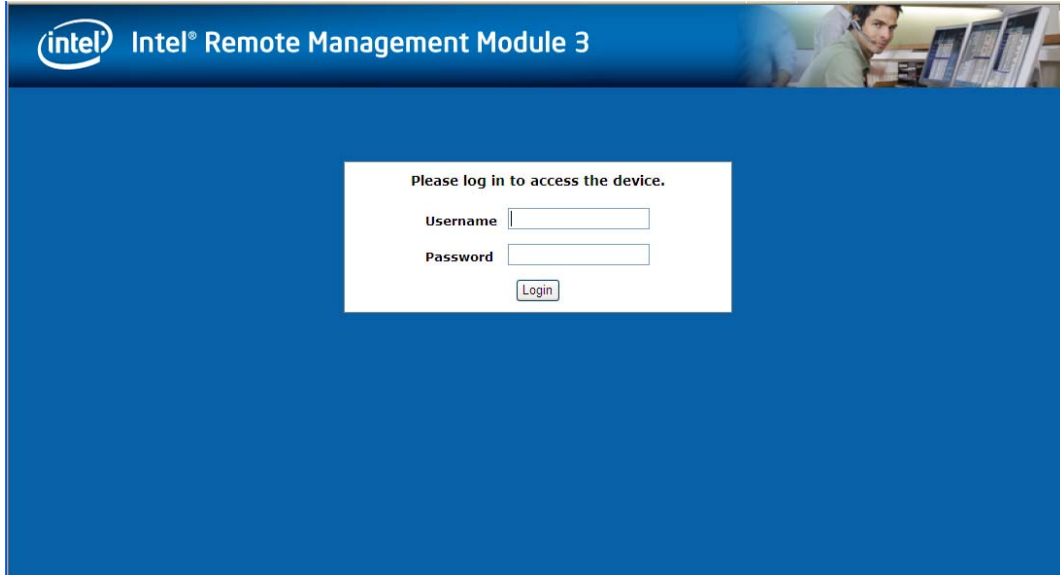 intel® Intel® Remote Management Module 3
Please log in to access the device.
Username
Password
Login